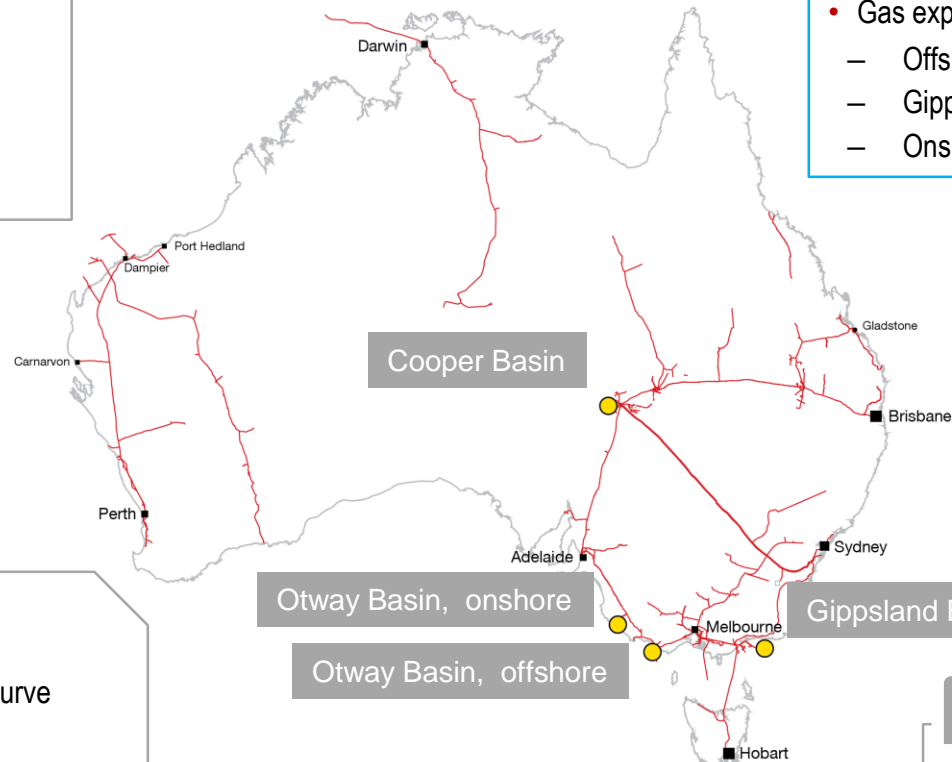 • Gas exp
– Offs
– Gipp
– Ons
Darwin
Port Hedland
Dampier
Gladstone
Carnarvon
Cooper Basin
Brisbane
Perth
Sydney
Adelaide
Otway Basin, onshore
Gippsland
Melbourne
Otway Basin, offshore
urve
Hobart